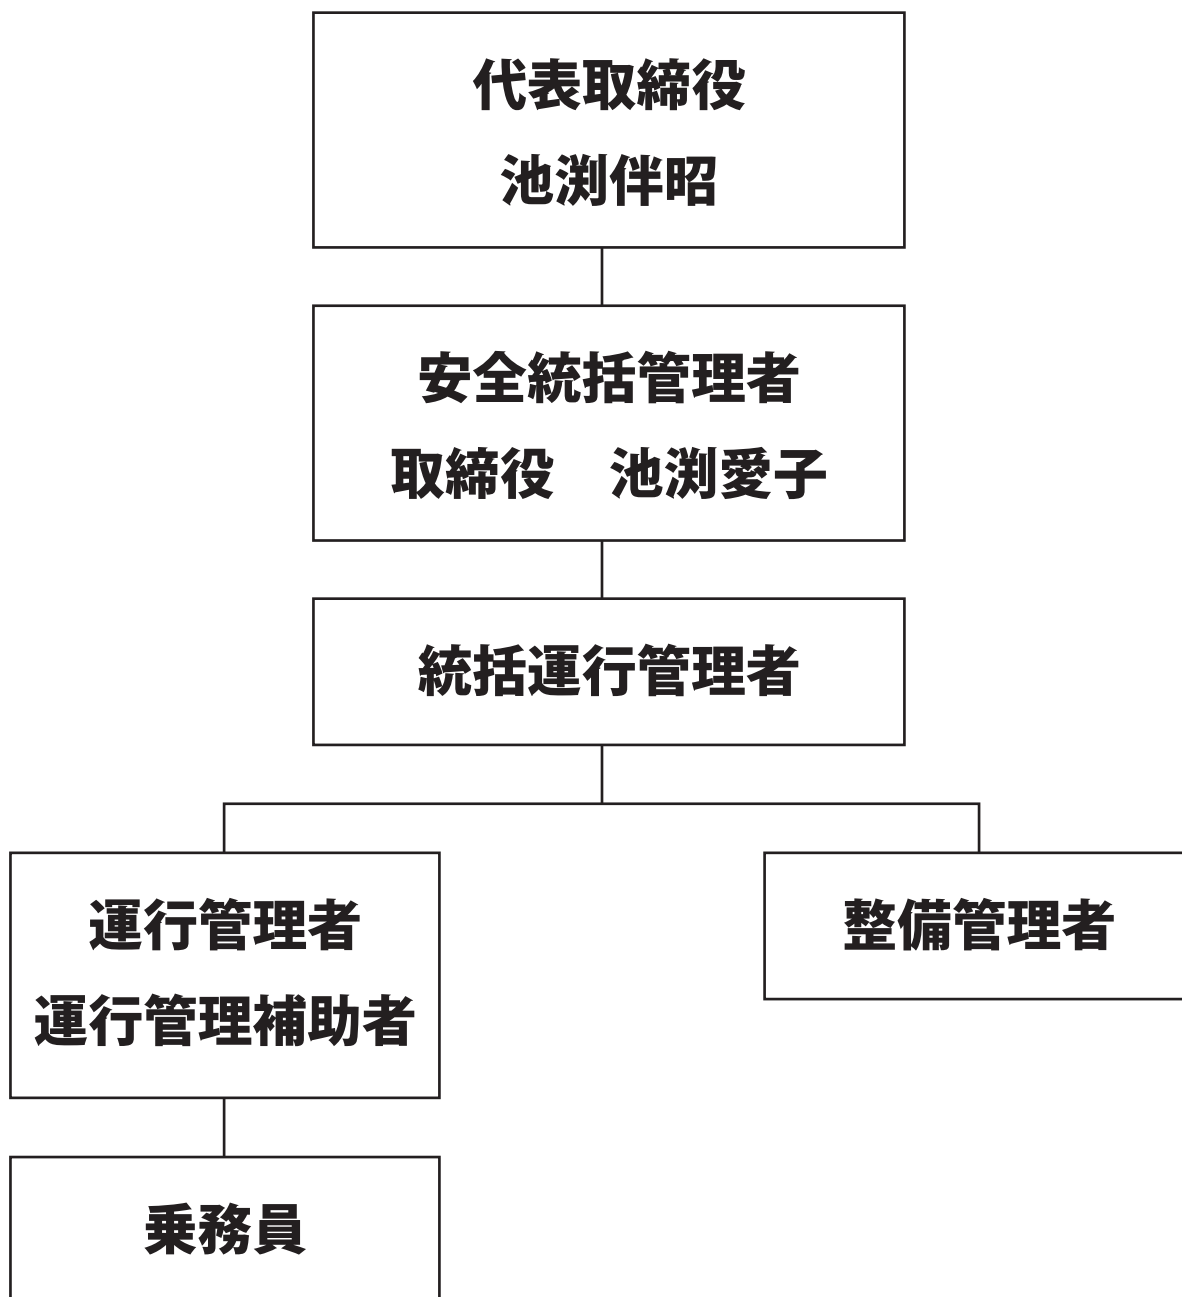 代表取締役
池渕伴昭
安全統括管理者
取締役　池渕愛子
統括運行管理者
運行管理者
運行管理補助者
整備管理者
乗務員